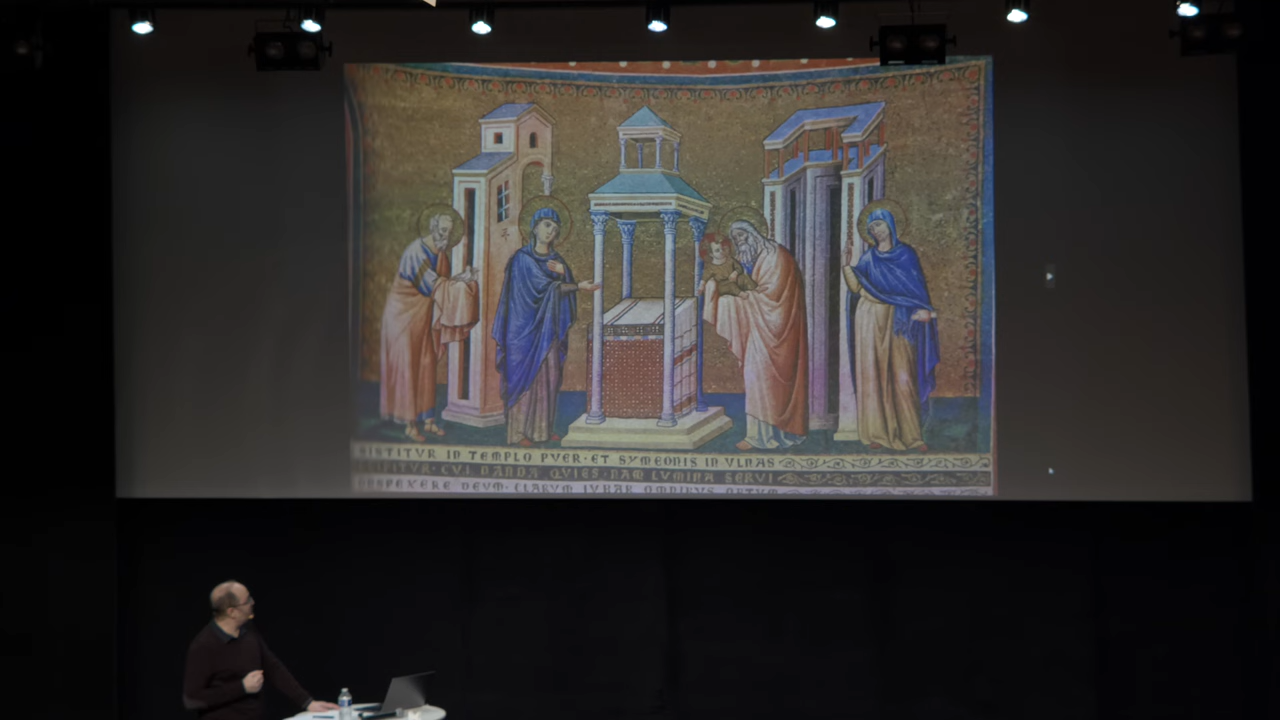 SISTITVR IN TEMPLO PVER·ET SYMEONIS IN VLNAS
CVI DANDA QVIES·NAM LVMINA SERVI
DEVM·CLARVM IVBAR OMNIBVS ORTVM